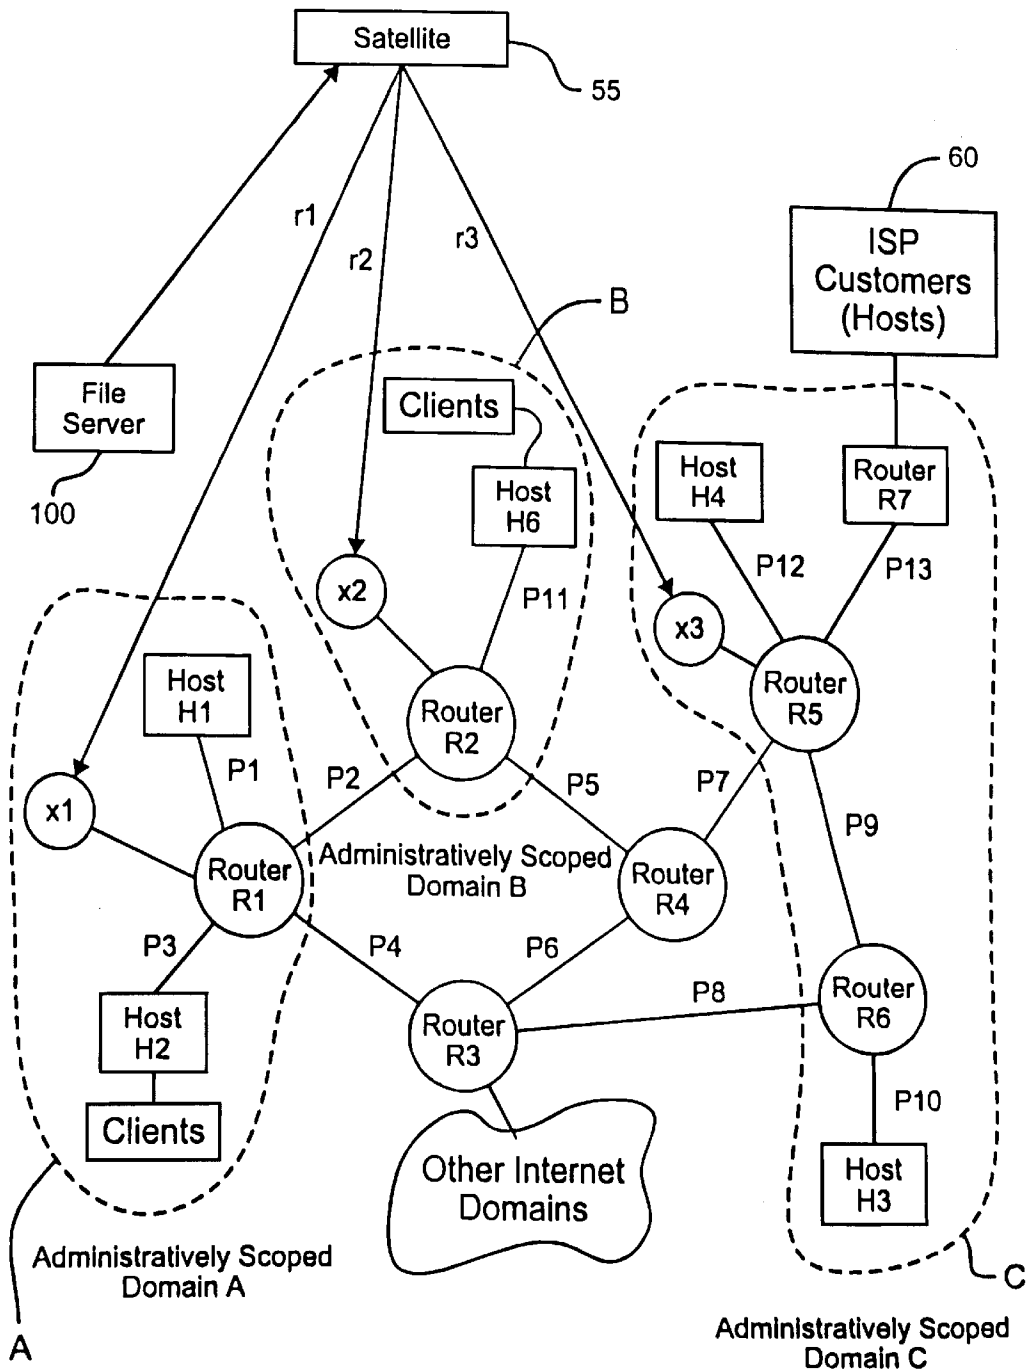 Satellite
55
60
r1
r2
r3
ISP
Customers
(Hosts)
B
File
Server
100
Clients
Host
H6
Host
H4
Router
R7
P12
P13
x2
P11
x3
Router
R5
Host
H1
Router
R2
P1
P2
P5
P7
x1
P9
Router
R1
Administratively Scoped
Domain B
Router
R4
P3
P4
P6
P8
Router
R6
Host
H2
Router
R3
P10
Clients
Other Internet
Domains
Host
H3
Administratively Scoped
Domain A
C
A
Administratively Scoped
Domain C